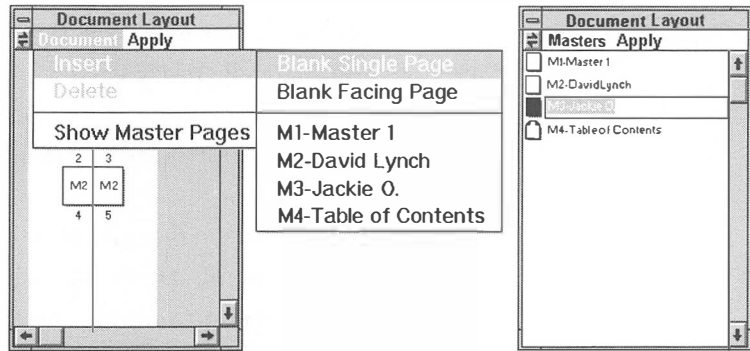 Document Layout
Document Apply
Insert
Delete
Show Master Pages
Blank Single Page
Blank Facing Page
M1-Master 1
M2-David Lynch
M3-Jackie O.
M4-Table of Contents
2 3
M2 M2
4 5
Document Layout
Masters Apply
M1-Master 1
M2-DavidLynch
M3-Jackie O.
M4-Table of Contents